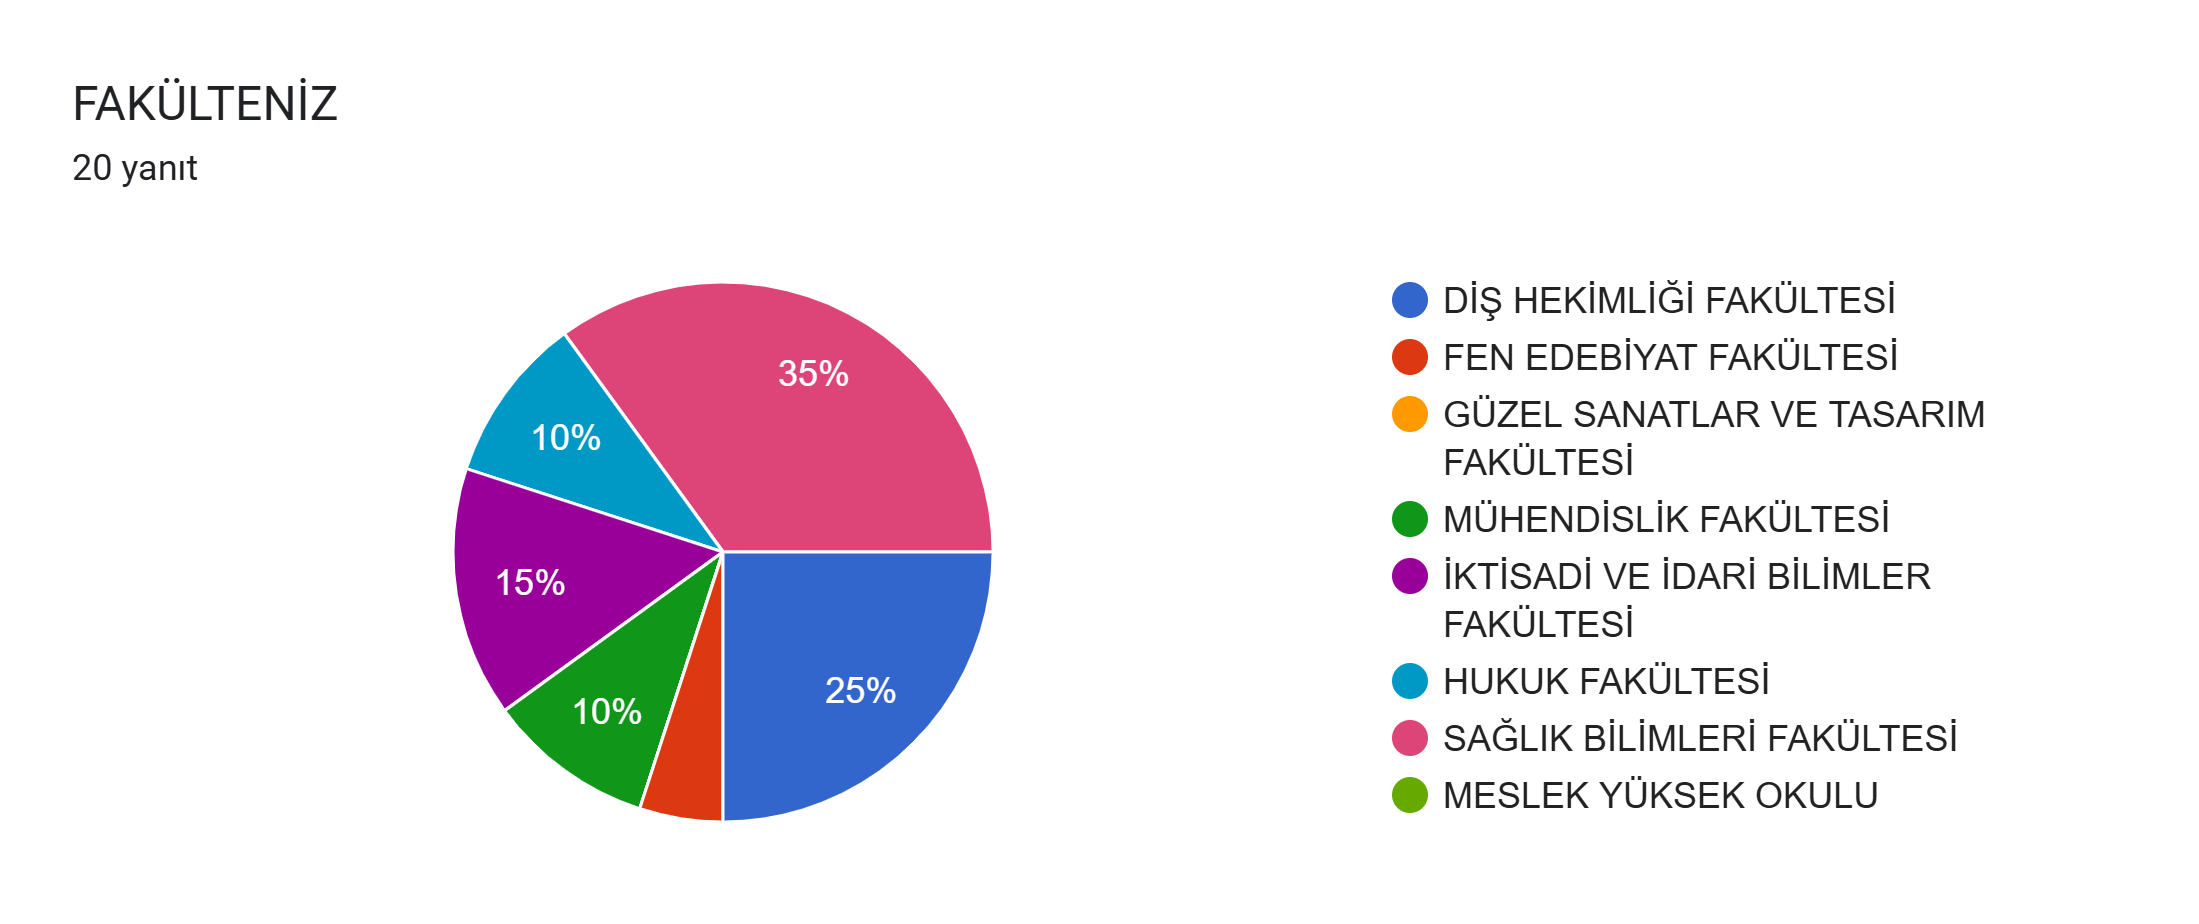 FAKÜLTENİZ
20 yanıt
35%
10%
15%
10%
25%
DİŞ HEKİMLİĞİ FAKÜLTESİ
FEN EDEBİYAT FAKÜLTESİ
GÜZEL SANATLAR VE TASARIM
FAKÜLTESİ
MÜHENDİSLİK FAKÜLTESİ
İKTİSADİ VE İDARİ BİLİMLER
FAKÜLTESİ
HUKUK FAKÜLTESİ
SAĞLIK BİLİMLERİ FAKÜLTESİ
MESLEK YÜKSEK OKULU